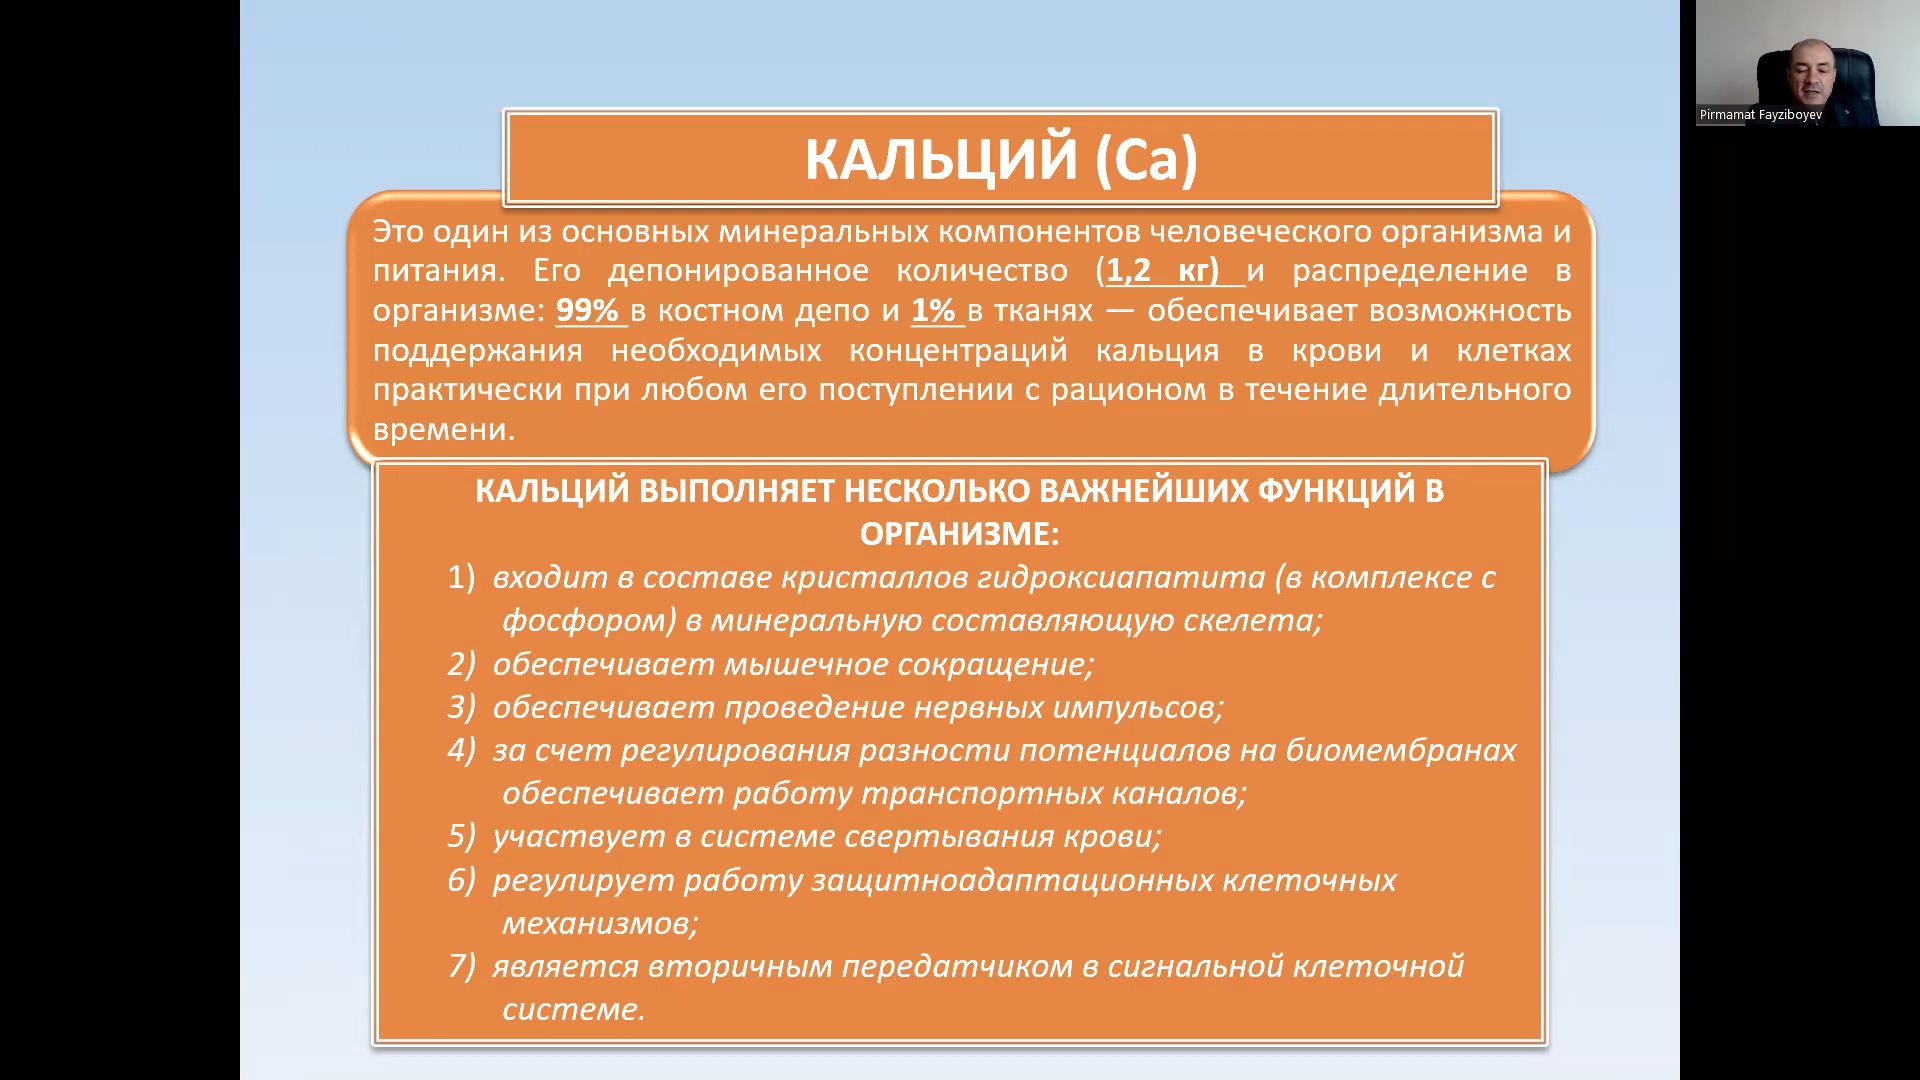 КАЛЬЦИЙ (Са)
Это один из основных минеральных компонентов человеческого организма и
питания. Его депонированное количество (1,2 кг) и распределение в
организме: 99% в костном депо и 1% в тканях — обеспечивает возможность
поддержания необходимых концентраций кальция в крови и клетках
практически при любом его поступлении с рационом в течение длительного
времени.
КАЛЬЦИЙ ВЫПОЛНЯЕТ НЕСКОЛЬКО ВАЖНЕЙШИХ ФУНКЦИЙ В
ОРГАНИЗМЕ:
1) входит в составе кристаллов гидроксиапатита (в комплексе с
фосфором) в минеральную составляющую скелета;
2) обеспечивает мышечное сокращение;
3) обеспечивает проведение нервных импульсов;
4) за счет регулирования разности потенциалов на биомембранах
обеспечивает работу транспортных каналов;
5) участвует в системе свертывания крови;
6) регулирует работу защитноадаптационных клеточных
механизмов;
7) является вторичным передатчиком в сигнальной клеточной
системе.
Pirmamat Fayziboyev